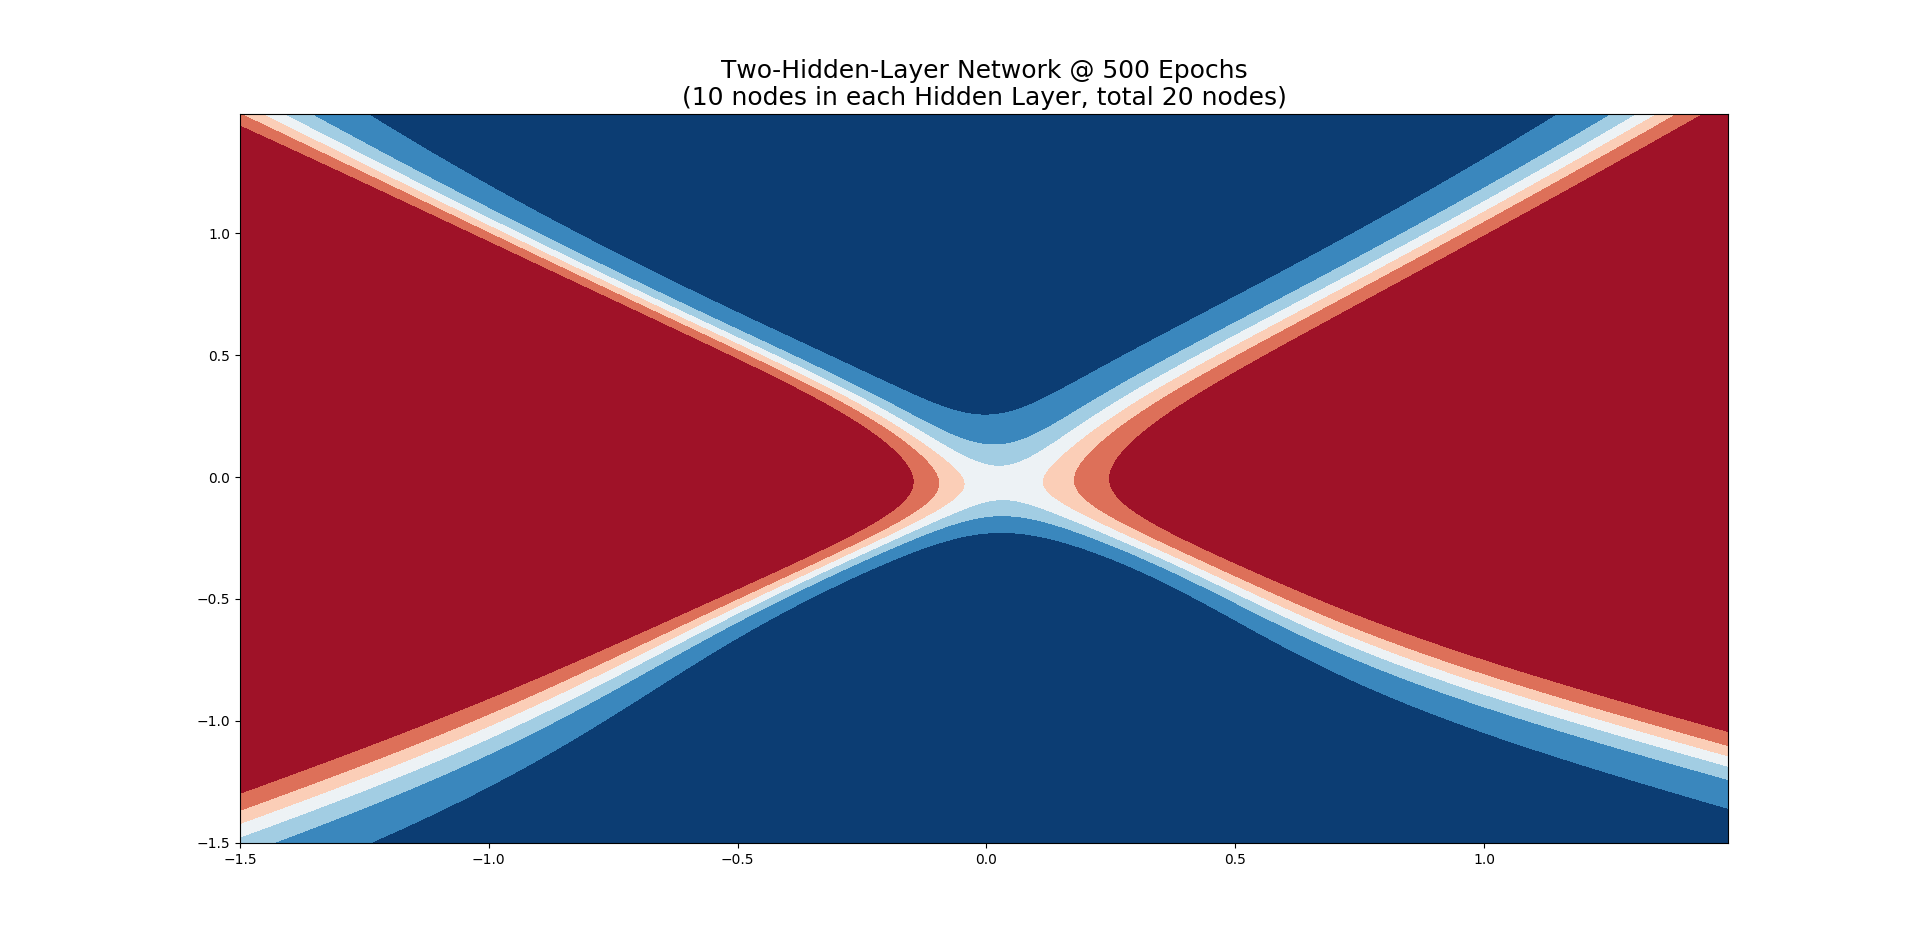 Two-Hidden-Layer Network @ 500 Epochs
(10 nodes in each Hidden Layer, total 20 nodes)
1.0
0.5
0.0
−0.5
−1.0
−1.5
−1.5 −1.0 −0.5 0.0 0.5 1.0